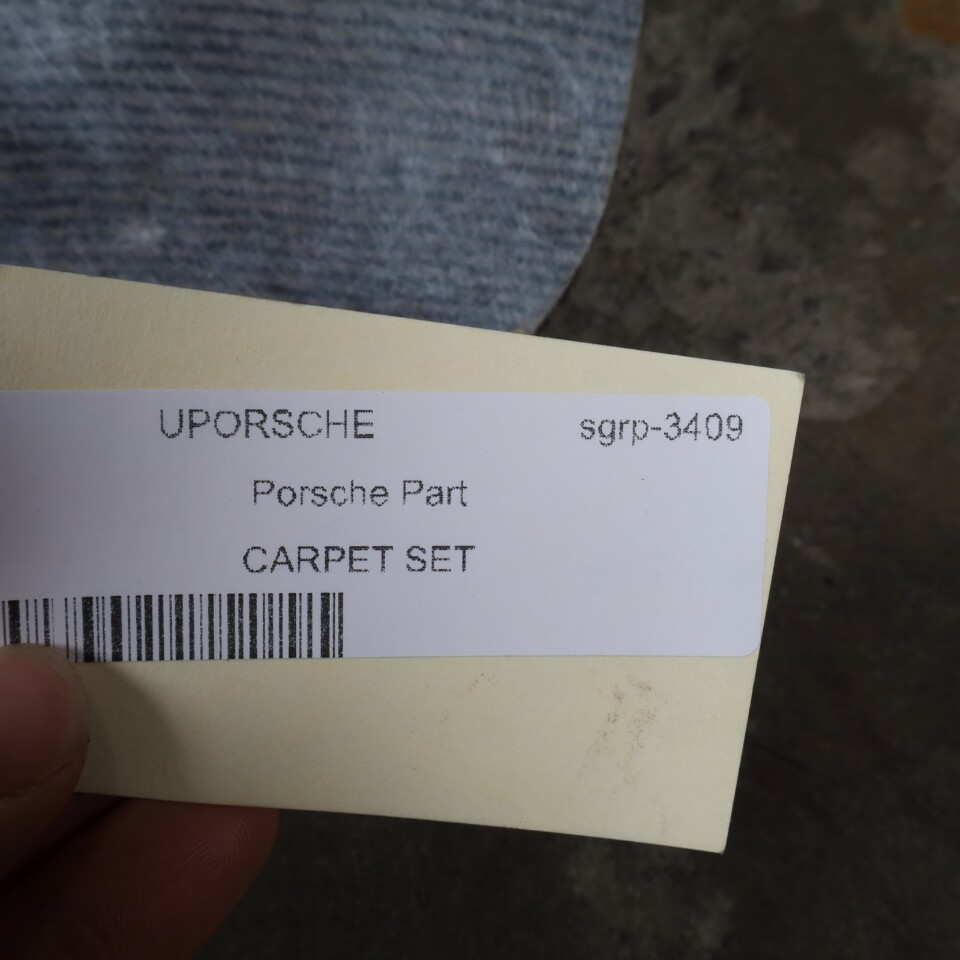 UPORSCHE sgrp-3409
Porsche Part
CARPET SET